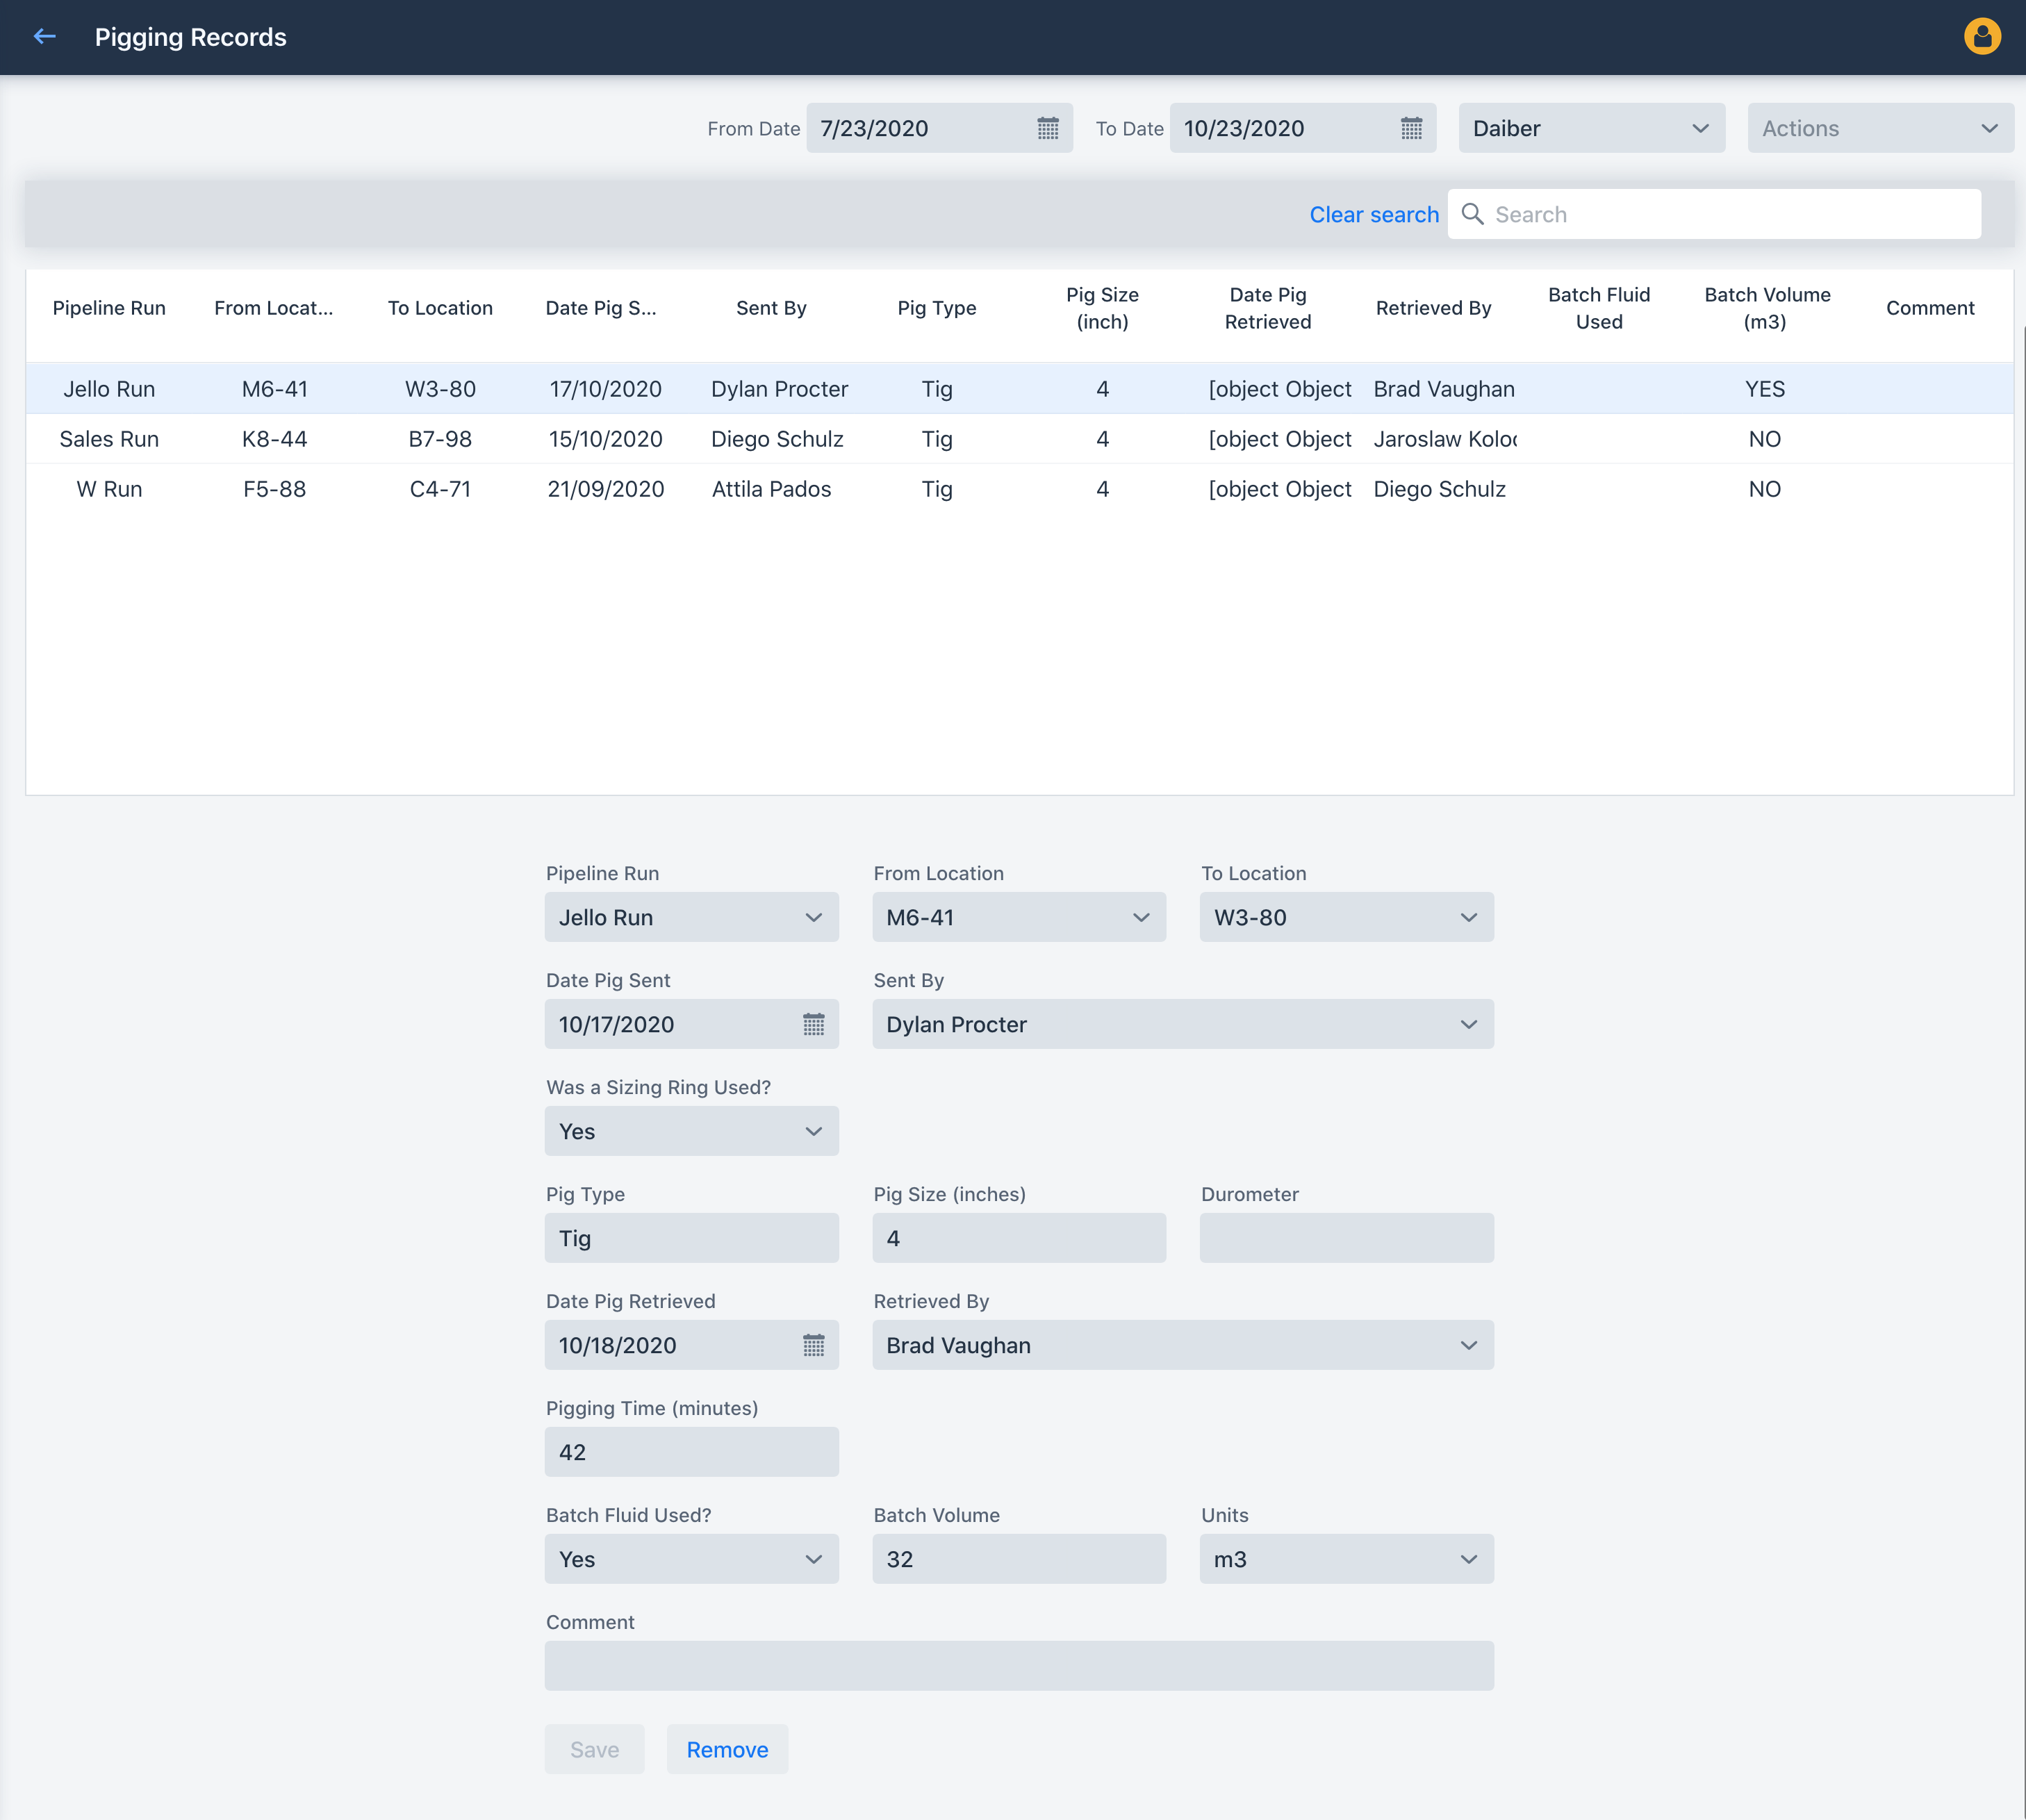 Pigging Records
From Date 7/23/2020 To Date 10/23/2020 Daiber Actions
Clear search Search
Pipeline Run From Locat... To Location Date Pig S... Sent By Pig Type Pig Size (inch) Date Pig Retrieved Retrieved By Batch Fluid Used Batch Volume (m3) Comment
Jello Run M6-41 W3-80 17/10/2020 Dylan Procter Tig 4 [object Object Brad Vaughan YES
Sales Run K8-44 B7-98 15/10/2020 Diego Schulz Tig 4 [object Object Jaroslaw Koloc NO
W Run F5-88 C4-71 21/09/2020 Attila Pados Tig 4 [object Object Diego Schulz NO
Pipeline Run From Location To Location
Jello Run M6-41 W3-80
Date Pig Sent Sent By
10/17/2020 Dylan Procter
Was a Sizing Ring Used?
Yes
Pig Type Pig Size (inches) Durometer
Tig 4
Date Pig Retrieved Retrieved By
10/18/2020 Brad Vaughan
Pigging Time (minutes)
42
Batch Fluid Used? Batch Volume Units
Yes 32 m3
Comment
Save Remove